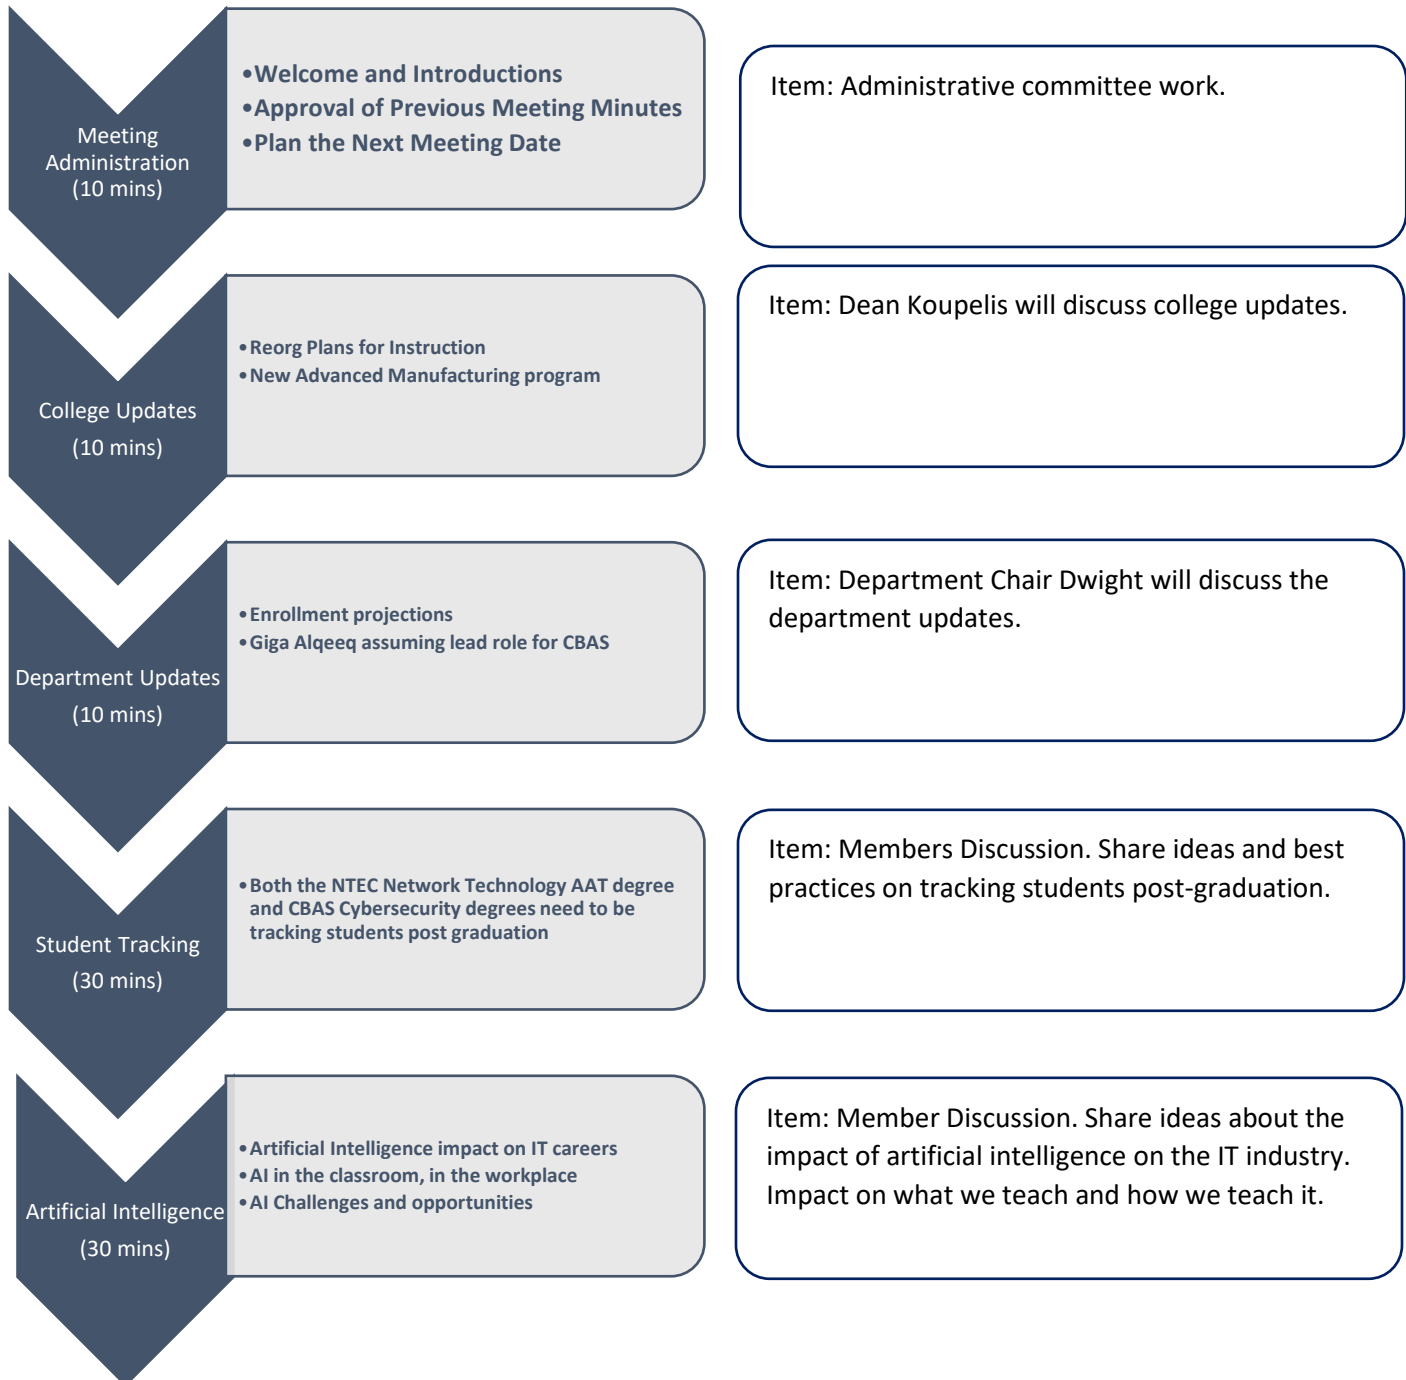 Meeting
Administration
(10 mins)
•Welcome and Introductions
•Approval of Previous Meeting Minutes
•Plan the Next Meeting Date
Item: Administrative committee work.
College Updates
(10 mins)
•Reorg Plans for Instruction
•New Advanced Manufacturing program
Item: Dean Koupelis will discuss college updates.
Department Updates
(10 mins)
•Enrollment projections
•Giga Alqeeq assuming lead role for CBAS
Item: Department Chair Dwight will discuss the
department updates.
Student Tracking
(30 mins)
•Both the NTEC Network Technology AAT degree
and CBAS Cybersecurity degrees need to be
tracking students post graduation
Item: Members Discussion. Share ideas and best
practices on tracking students post-graduation.
Artificial Intelligence
(30 mins)
•Artificial Intelligence impact on IT careers
•AI in the classroom, in the workplace
•AI Challenges and opportunities
Item: Member Discussion. Share ideas about the
impact of artificial intelligence on the IT industry.
Impact on what we teach and how we teach it.